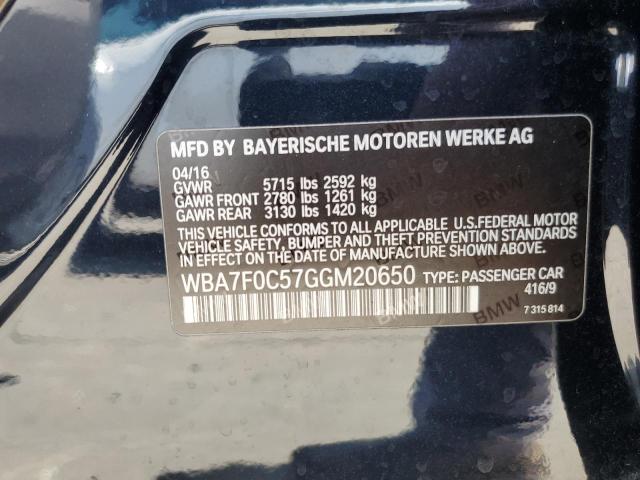 MFD BY BAYERISCHE MOTOREN WERKE AG
04/16
GVWR 5715 lbs 2592 kg
GAWR FRONT 2780 lbs 1261 kg
GAWR REAR 3130 lbs 1420 kg
THIS VEHICLE CONFORMS TO ALL APPLICABLE U.S.FEDERAL MOTOR
VEHICLE SAFETY, BUMPER AND THEFT PREVENTION STANDARDS
IN EFFECT ON THE DATE OF MANUFACTURE SHOWN ABOVE.
WBA7F0C57GGM20650 TYPE: PASSENGER CAR
416/9
7 315 814
BMW